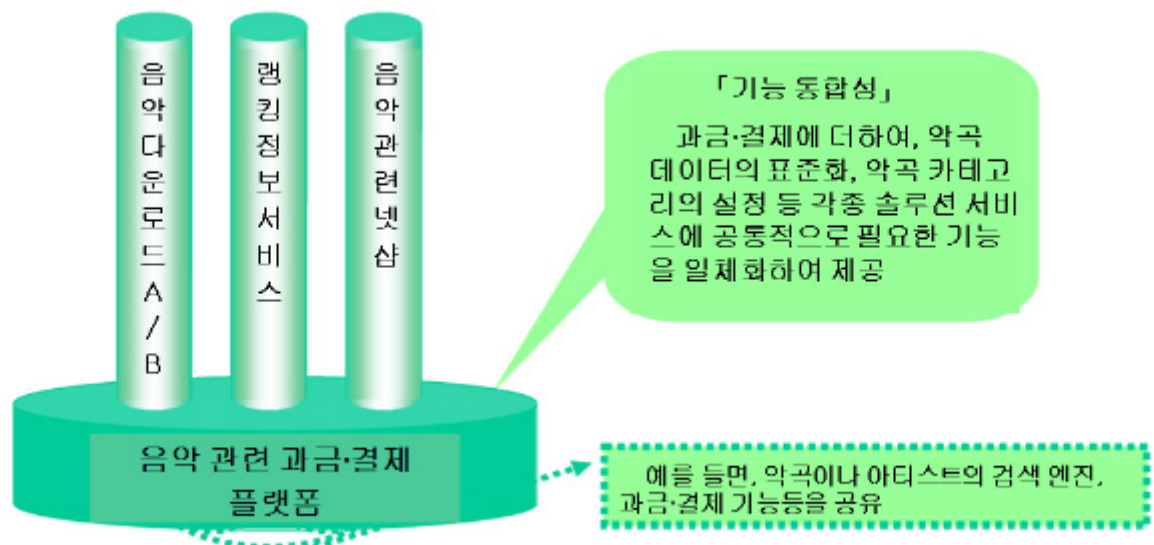 음악다운로드A/B
랭킹정보서비스
음악관련넷샵
「기능 동합성」
과금·결제에 더하여, 악곡
데이터의 표준화, 악곡 카테고
리의 설정 등 각종 솔루션 서비
스에 공통적으로 필요한 기능
을 일체화하여 제공
음악 관련 과금·결제
플랫폼
예를 들면, 악곡이나 아티스트의 검색 엔진,
과금·결제 기능등을 공유